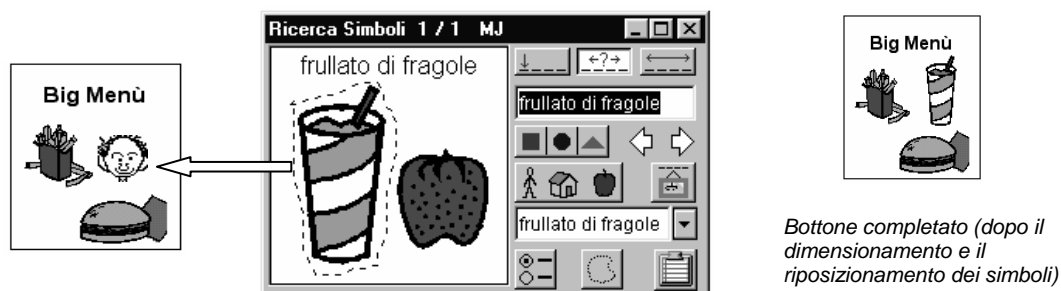 Big Menù
Ricerca Simboli 1 / 1 MJ
frullato di fragole
←?→
frullato di fragole
frullato di fragole
Big Menù
Bottone completato (dopo il
dimensionamento e il
riposizionamento dei simboli)